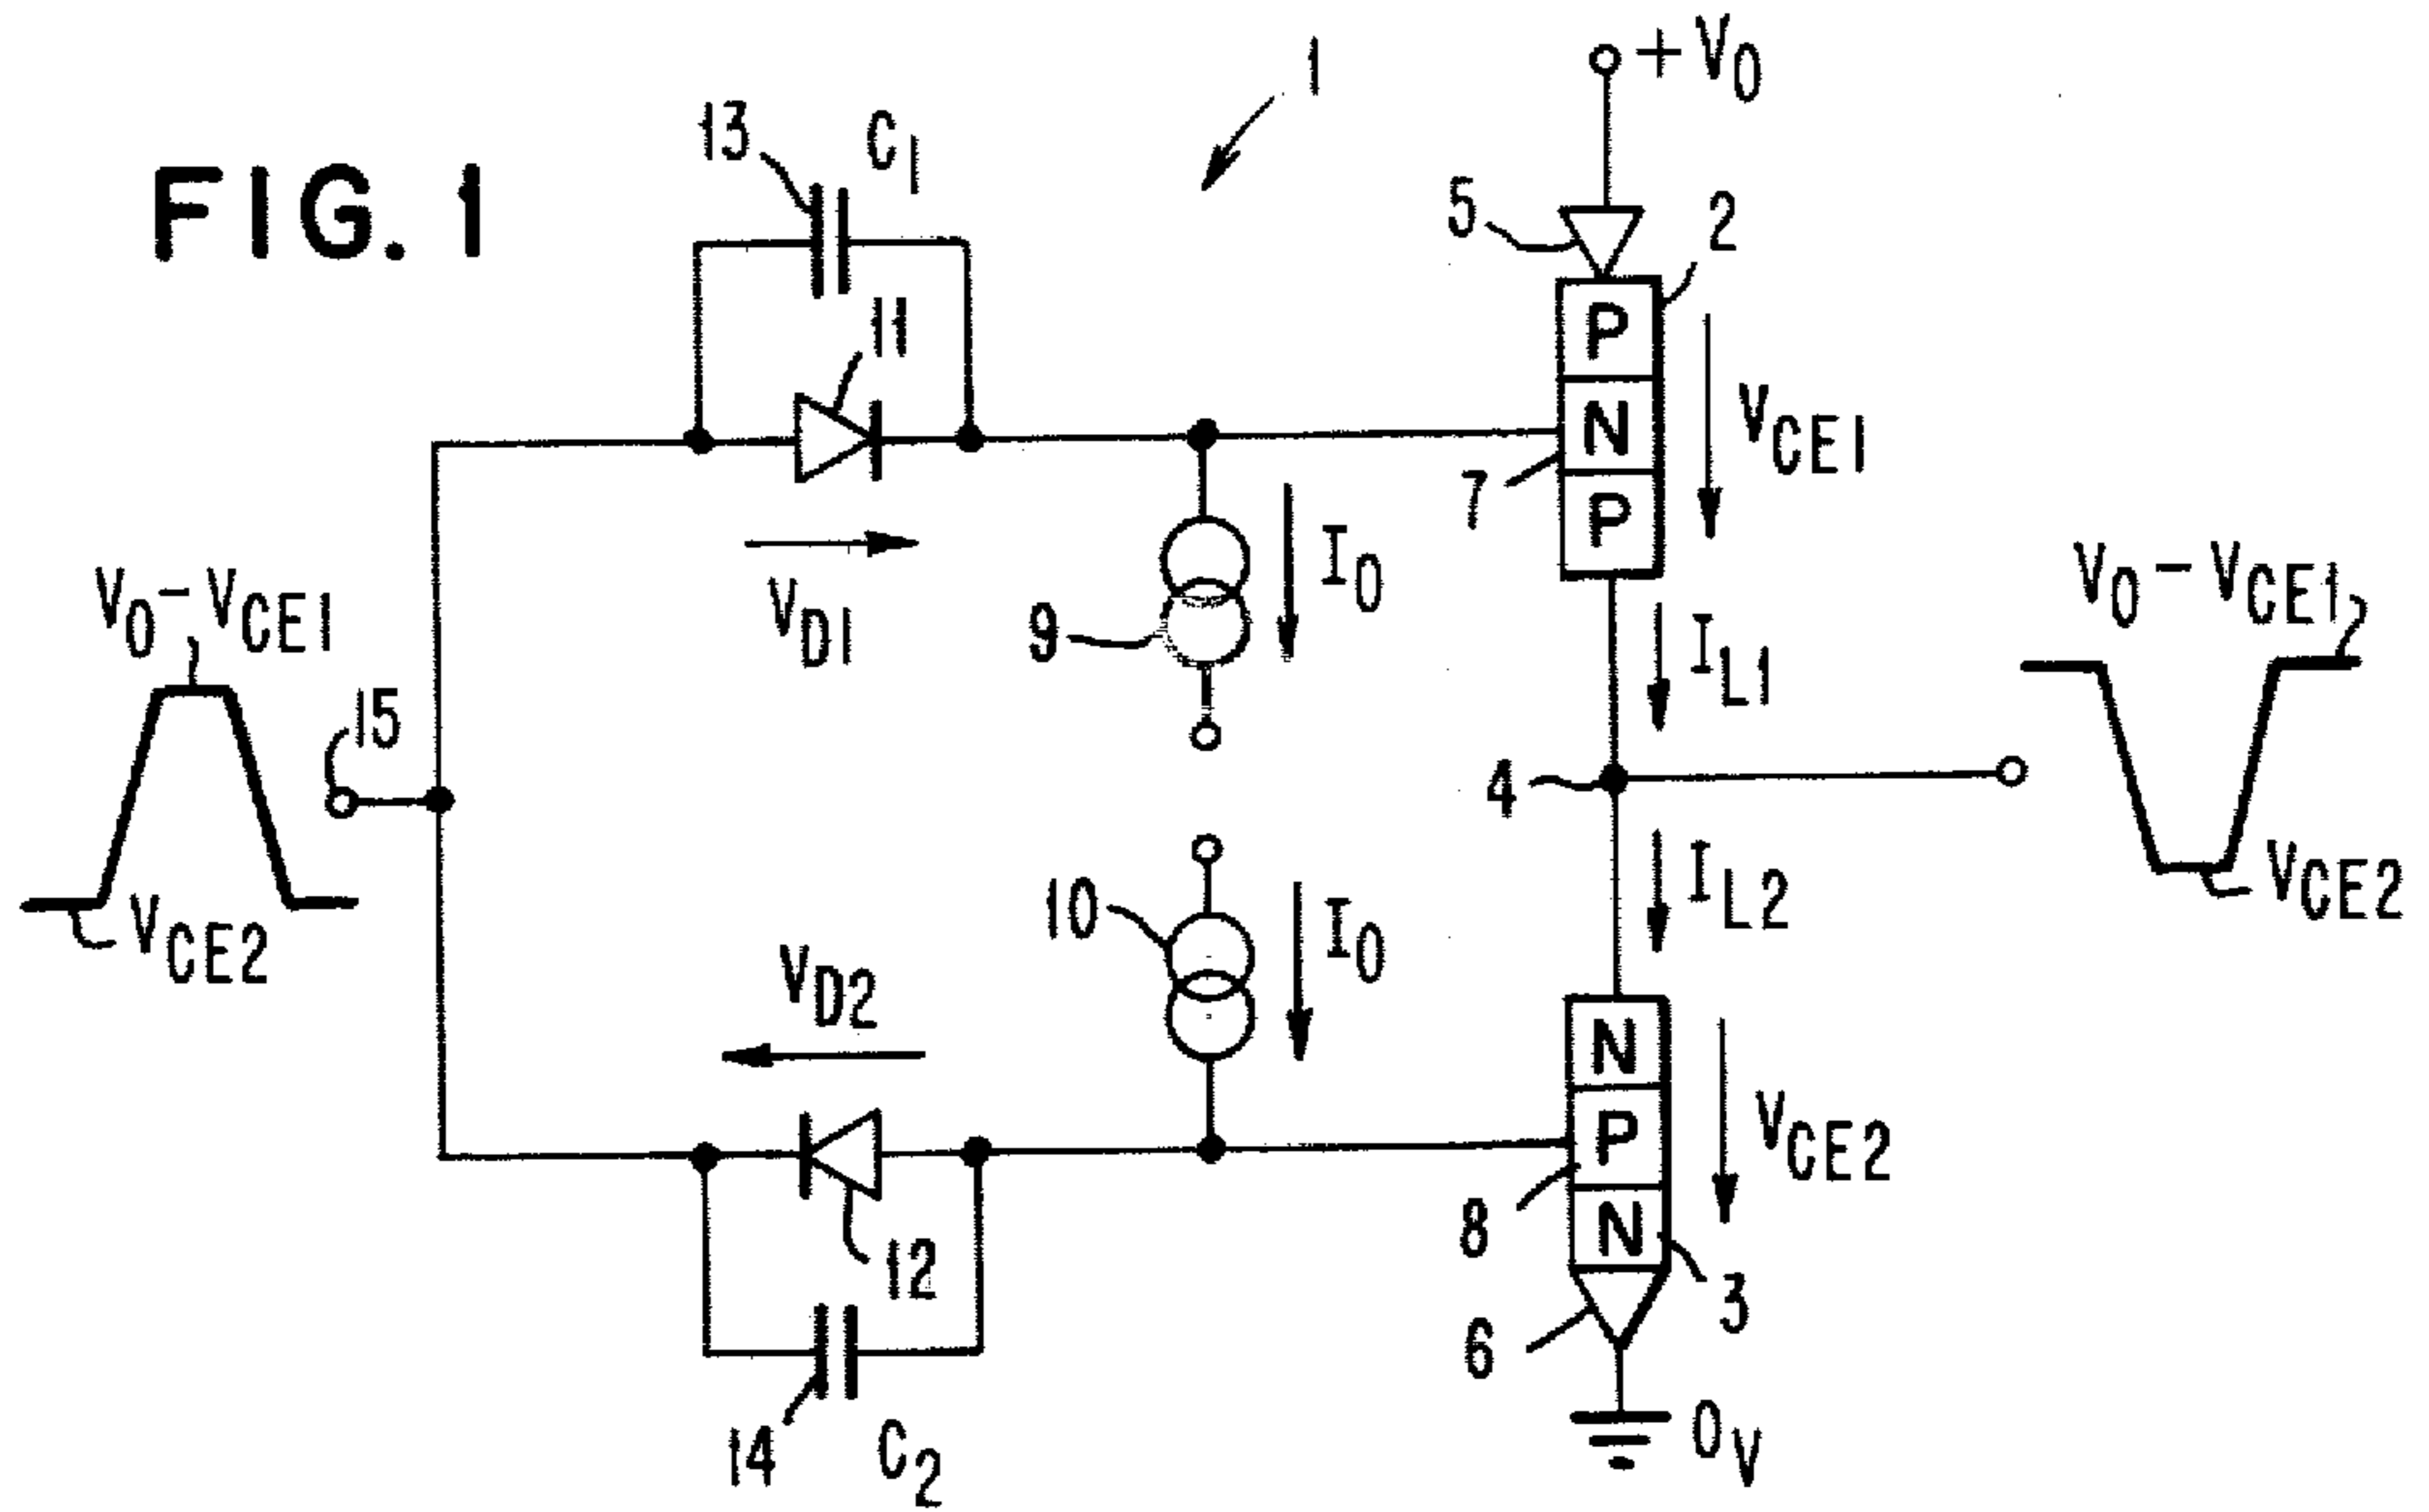 FIG. 1
1
+ V0
13
C1
5
2
11
P
N
P
VCE1
7
VD1
9
I0
IL1
V0-VCE1
15
VCE2
4
V0-VCE1
VCE2
IL2
10
I0
VD2
N
P
N
VCE2
8
12
3
6
14
C2
0V